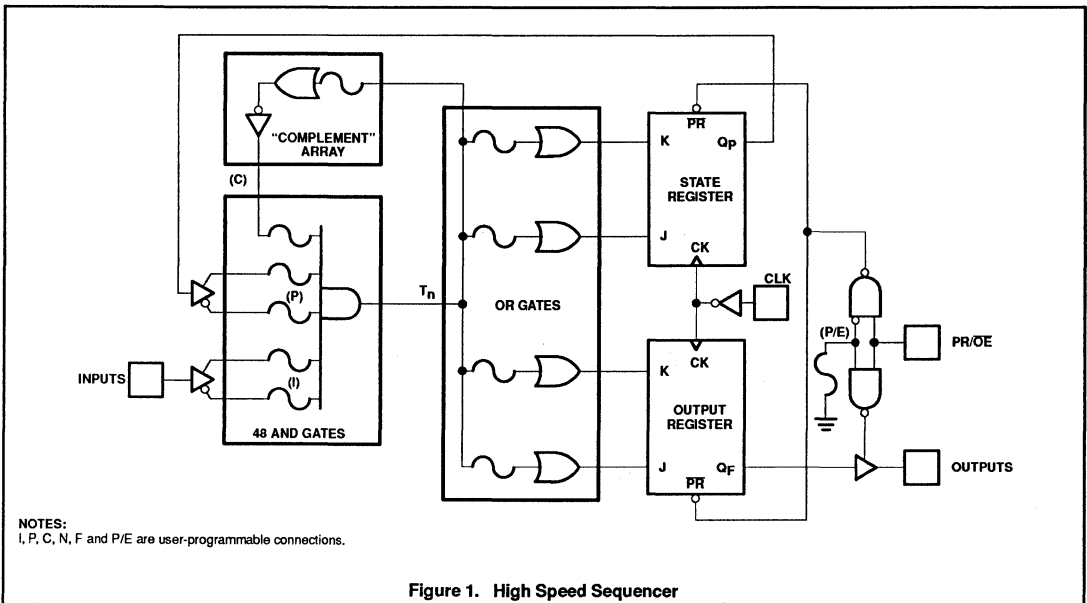 "COMPLEMENT"
ARRAY
(C)
(P)
(I)
INPUTS
48 AND GATES
Tn
OR GATES
K
PR
QP
STATE
REGISTER
J
CK
CLK
CK
K
OUTPUT
REGISTER
J
QF
PR
(P/E)
PR/OE
OUTPUTS
NOTES:
I, P, C, N, F and P/E are user-programmable connections.
Figure 1. High Speed Sequencer